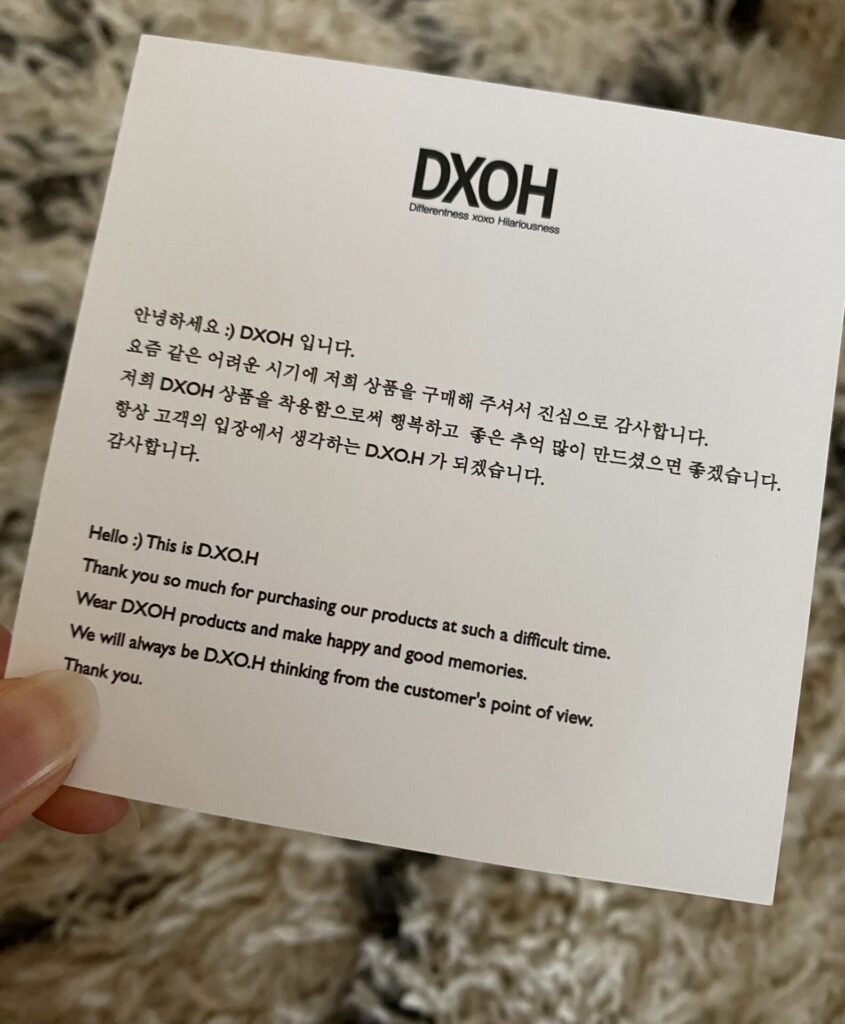 DXOH
Differentness xoxo Hilariousness
안녕하세요 :) DXOH 입니다.
요즘 같은 어려운 시기에 저희 상품을 구매해 주셔서 진심으로 감사합니다.
저희 DXOH 상품을 착용함으로써 행복하고 좋은 추억 많이 만드셨으면 좋겠습니다.
항상 고객의 입장에서 생각하는 D.XO.H 가 되겠습니다.
감사합니다.
Hello :) This is D.XO.H
Thank you so much for purchasing our products at such a difficult time.
Wear DXOH products and make happy and good memories.
We will always be D.XO.H thinking from the customer's point of view.
Thank you.